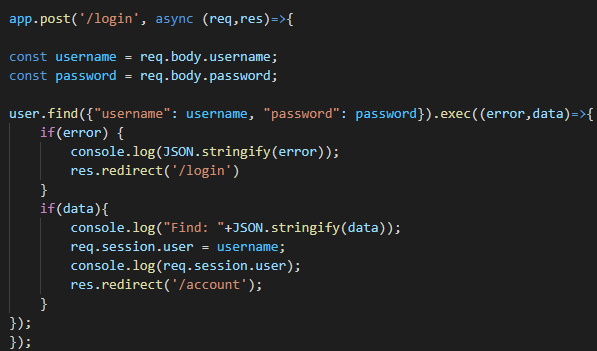 app.post('/login', async (req,res)=>{
const username = req.body.username;
const password = req.body.password;
user.find({"username": username, "password": password}).exec((error,data)=>{
if(error) {
console.log(JSON.stringify(error));
res.redirect('/login')
}
if(data){
console.log("Find: "+JSON.stringify(data));
req.session.user = username;
console.log(req.session.user);
res.redirect('/account');
}
});
});